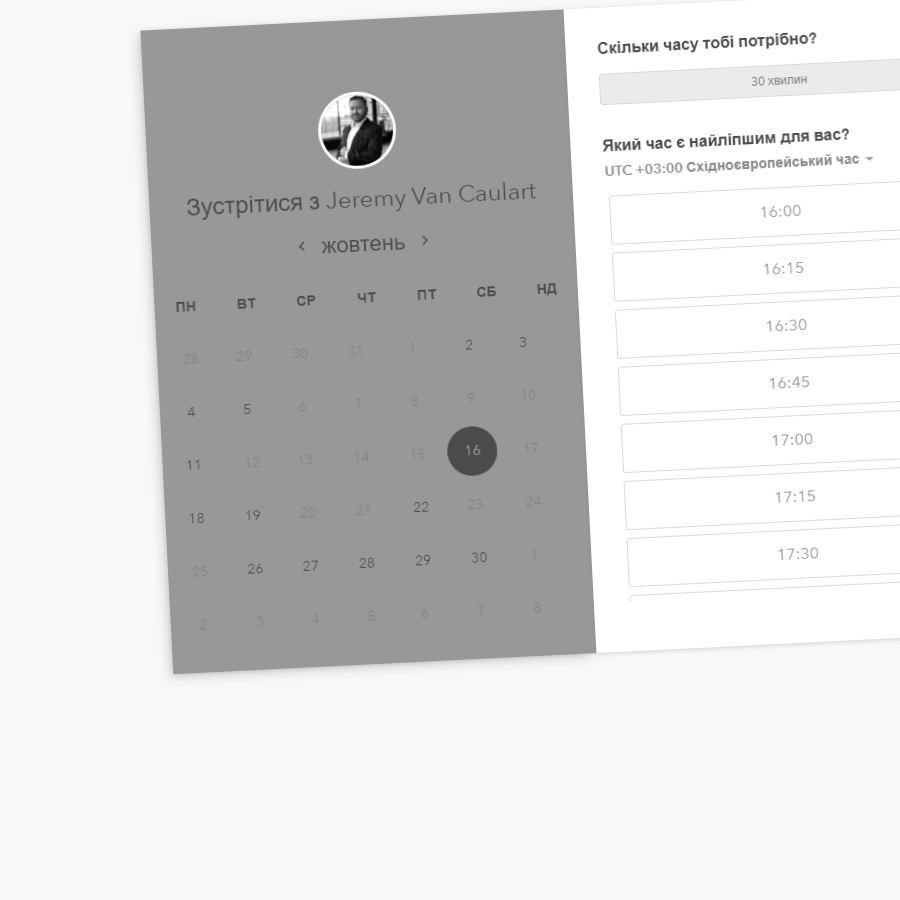 Зустрітися з Jeremy Van Caulart
‹ жовтень ›
ПН ВТ СР ЧТ ПТ СБ НД
28 29 30 31 1 2 3
4 5 6 7 8 9 10
11 12 13 14 15 16 17
18 19 20 21 22 23 24
25 26 27 28 29 30 1
2 3 4 5 6 7 8
Скільки часу тобі потрібно?
30 хвилин
Який час є найліпшим для вас?
UTC +03:00 Східноєвропейський час
16:00
16:15
16:30
16:45
17:00
17:15
17:30